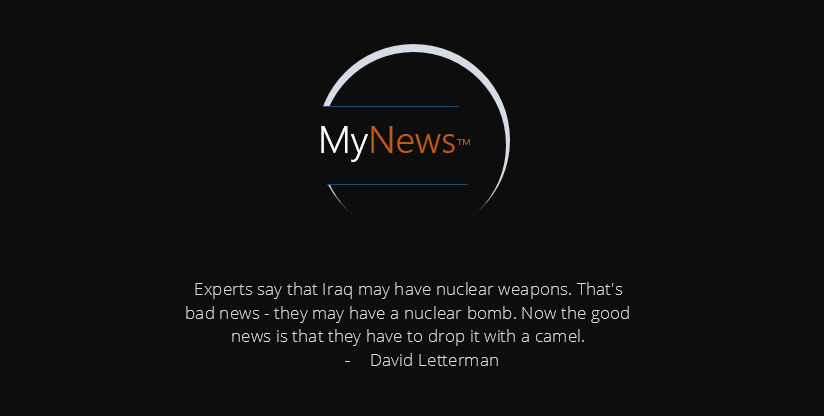 MyNews™
Experts say that Iraq may have nuclear weapons. That's
bad news - they may have a nuclear bomb. Now the good
news is that they have to drop it with a camel.
- David Letterman